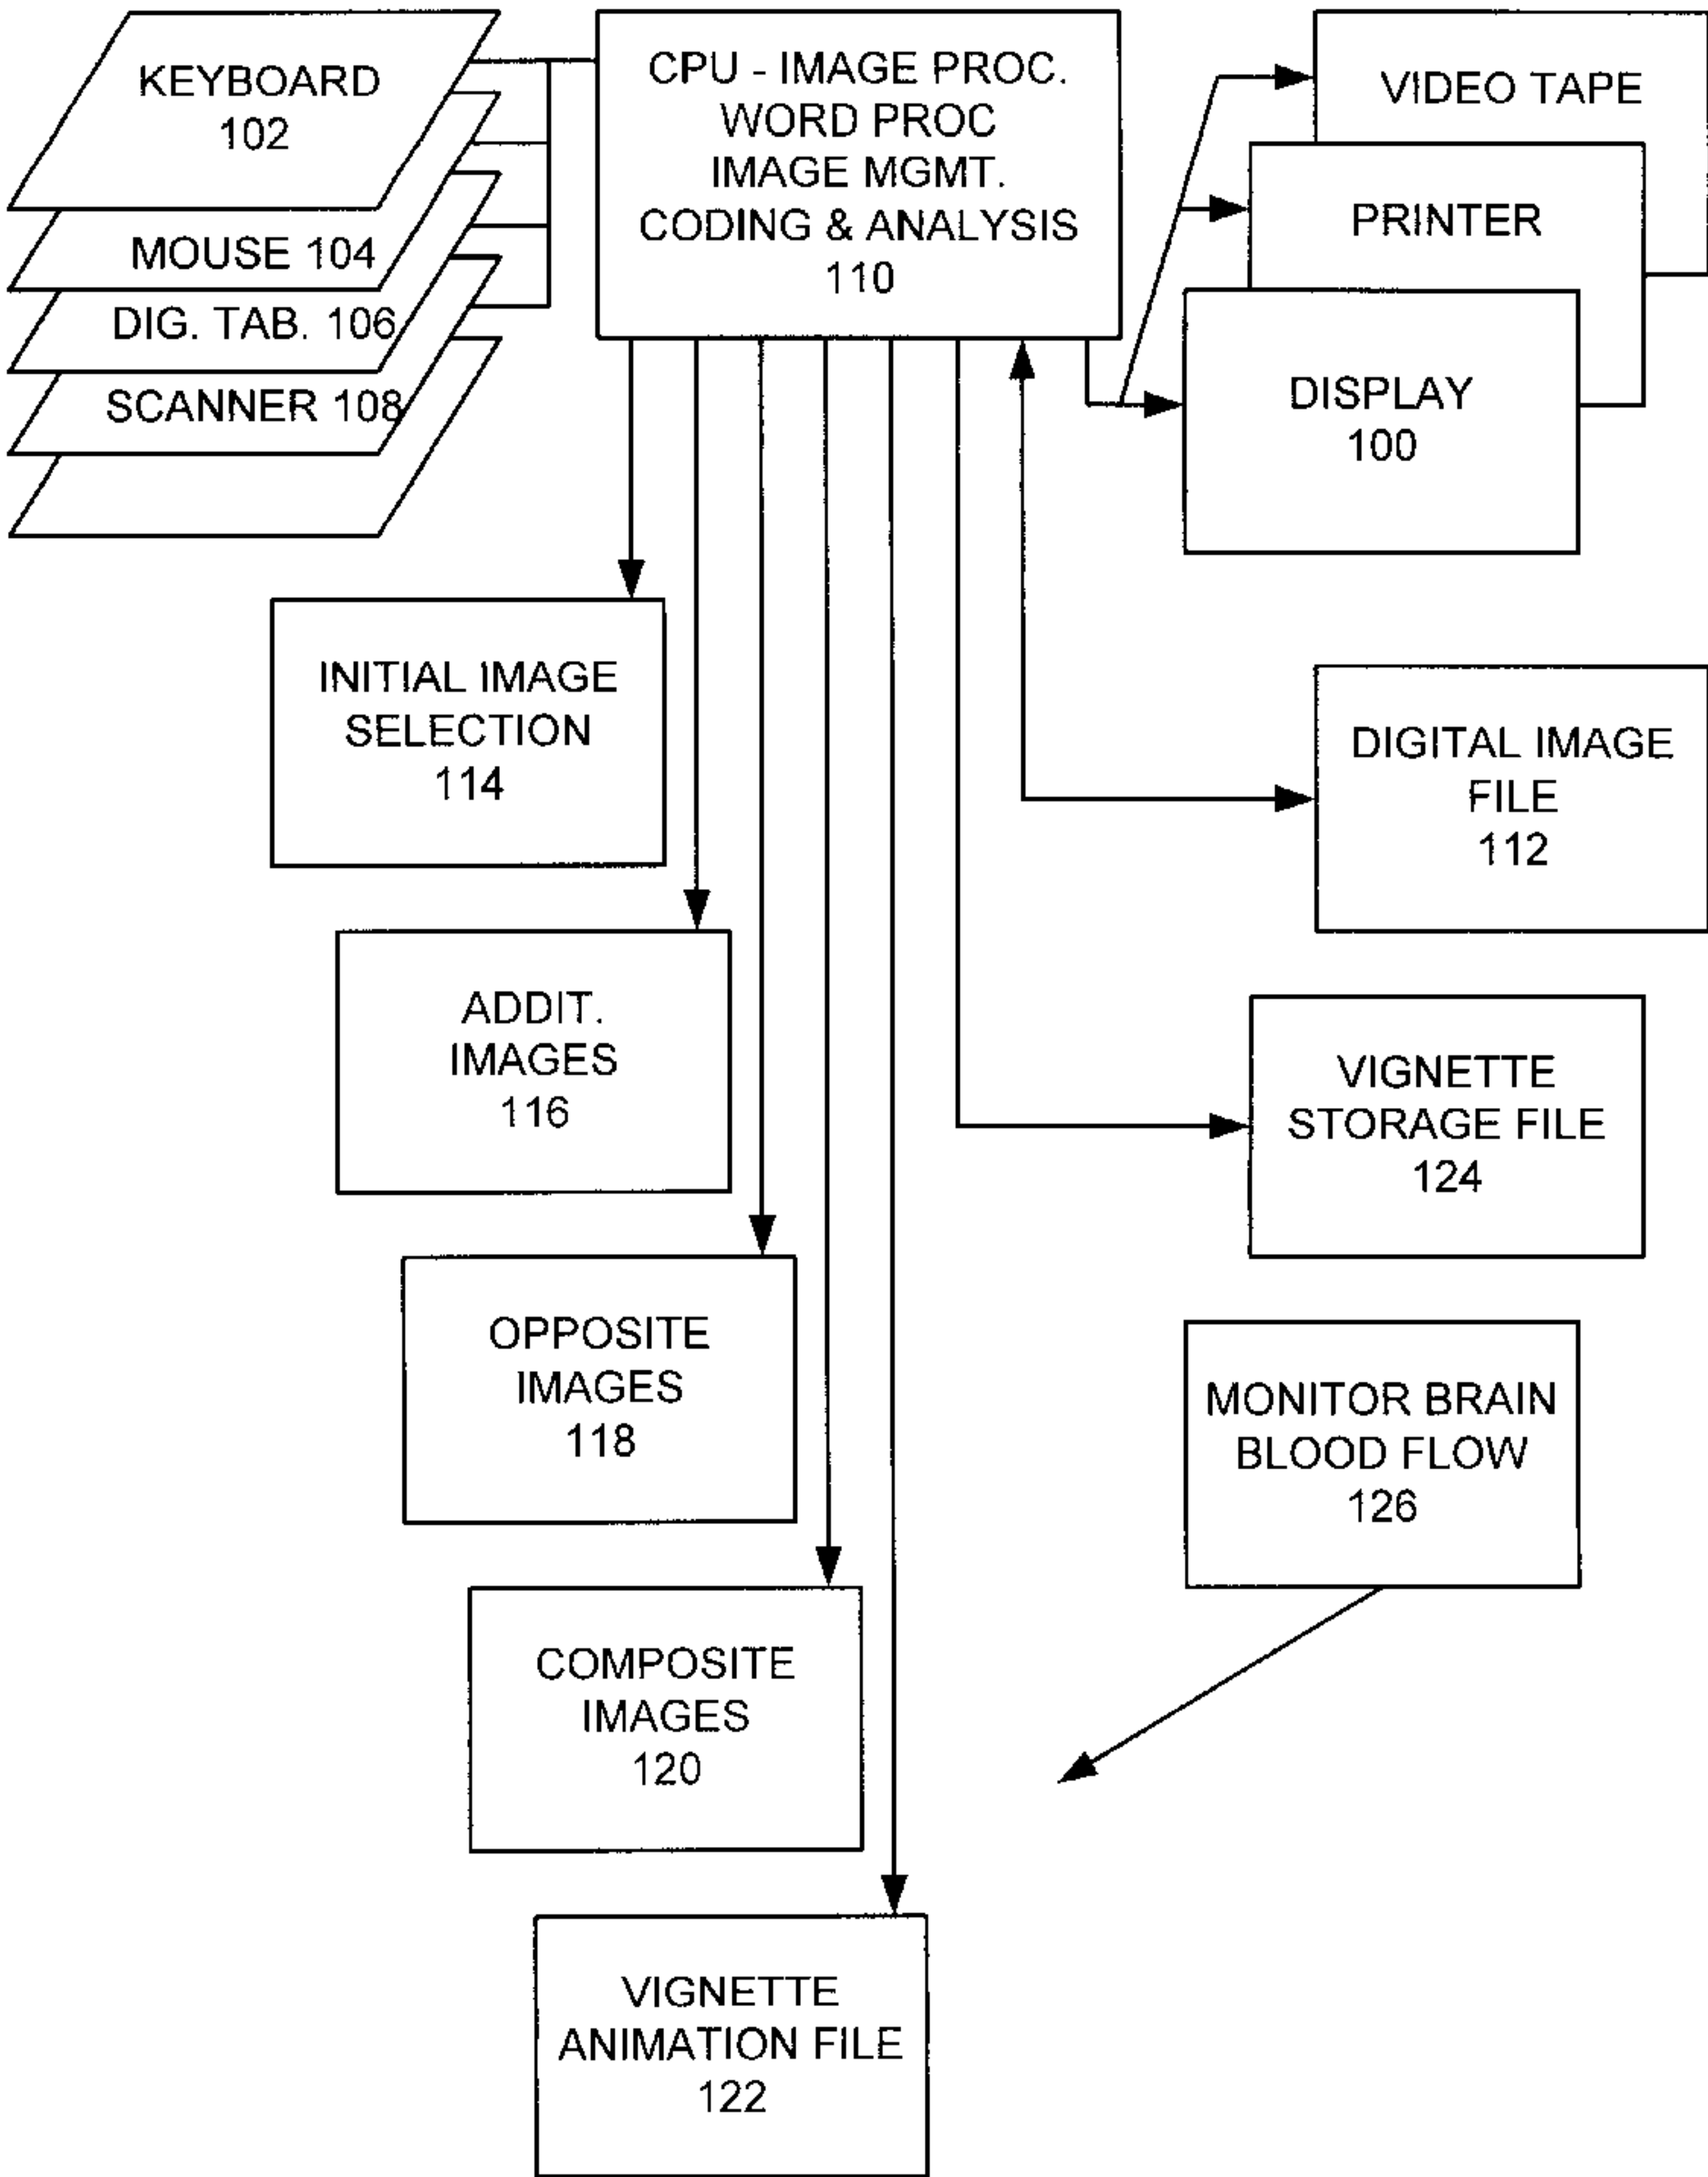 KEYBOARD
102
MOUSE 104
DIG. TAB. 106
SCANNER 108
CPU - IMAGE PROC.
WORD PROC
IMAGE MGMT.
CODING & ANALYSIS
110
VIDEO TAPE
PRINTER
DISPLAY
100
INITIAL IMAGE
SELECTION
114
DIGITAL IMAGE
FILE
112
ADDIT.
IMAGES
116
VIGNETTE
STORAGE FILE
124
OPPOSITE
IMAGES
118
MONITOR BRAIN
BLOOD FLOW
126
COMPOSITE
IMAGES
120
VIGNETTE
ANIMATION FILE
122